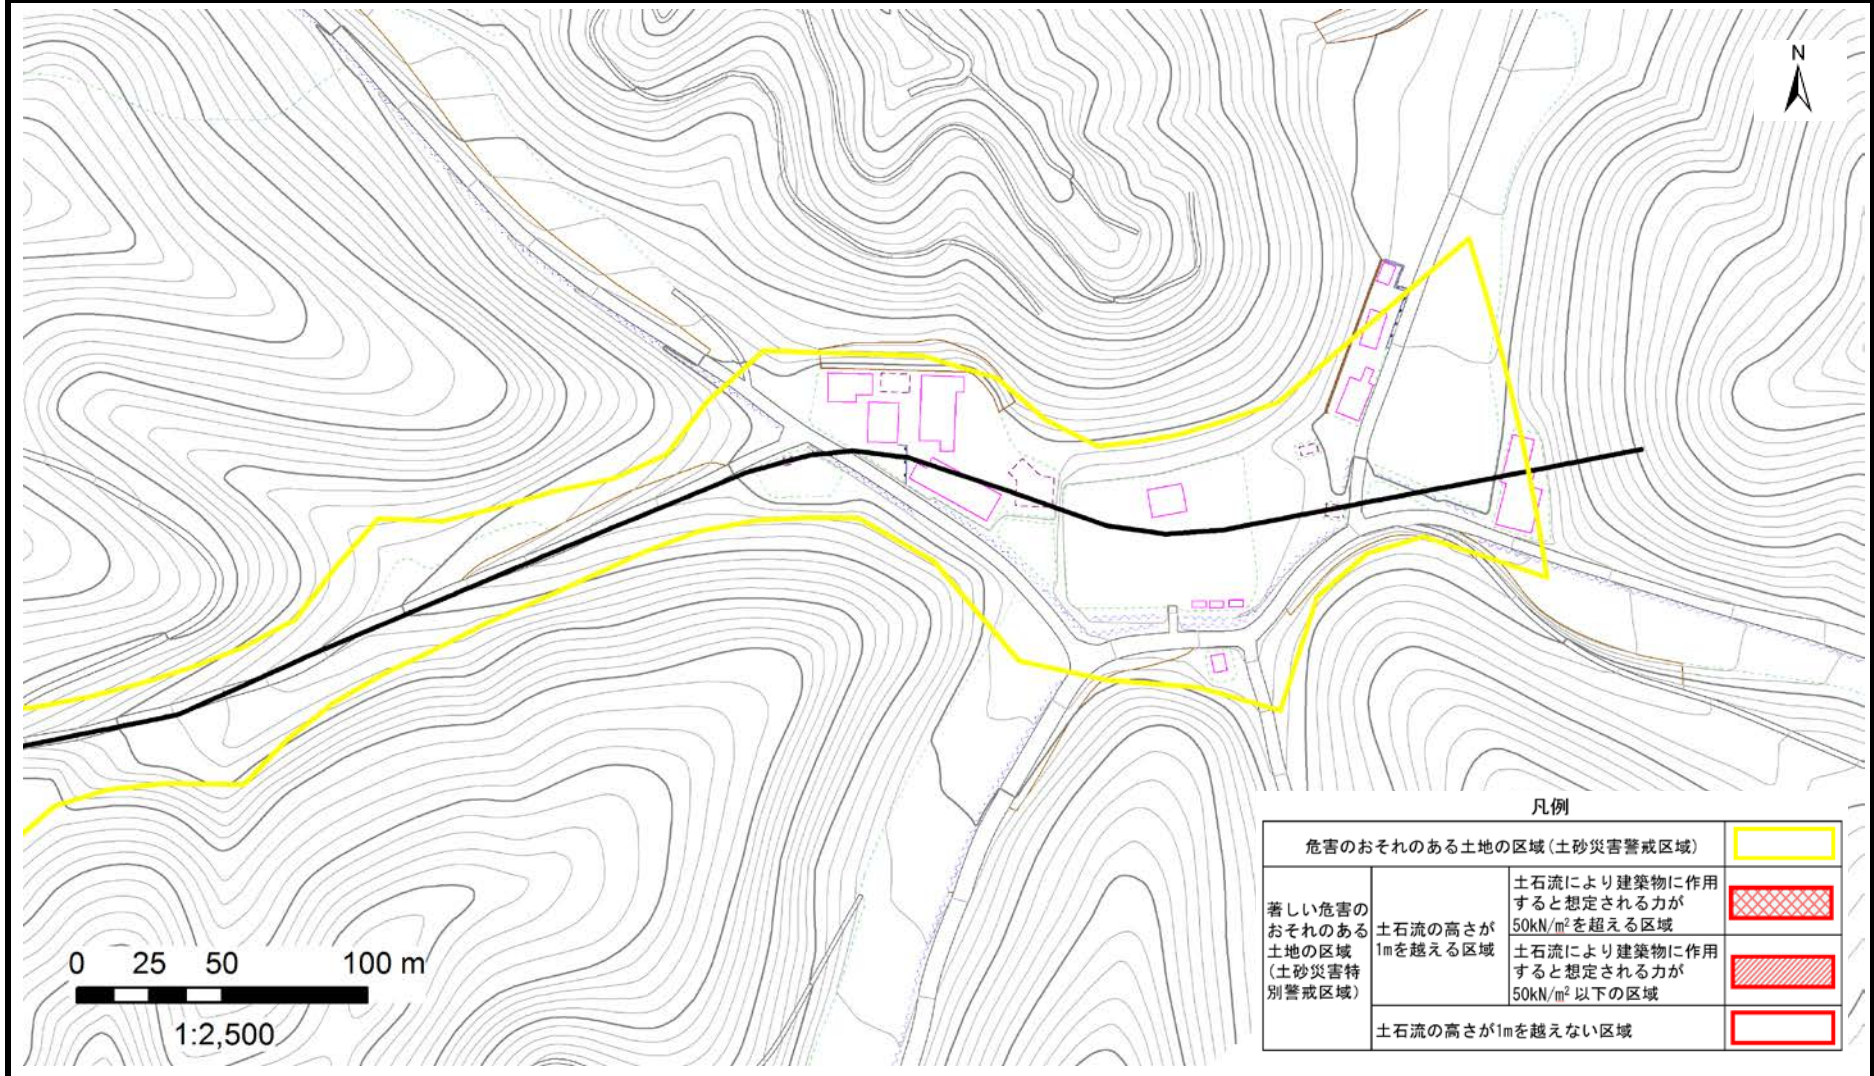 N
凡例
危害のおそれのある土地の区域(土砂災害警戒区域)
著しい危害の
おそれのある
土地の区域
(土砂災害特
別警戒区域)
土石流の高さが
1mを越える区域
土石流により建築物に作用
すると想定される力が
50kN/m²を超える区域
土石流により建築物に作用
すると想定される力が
50kN/m² 以下の区域
土石流の高さが1mを越えない区域
0 25 50 100 m
1:2,500